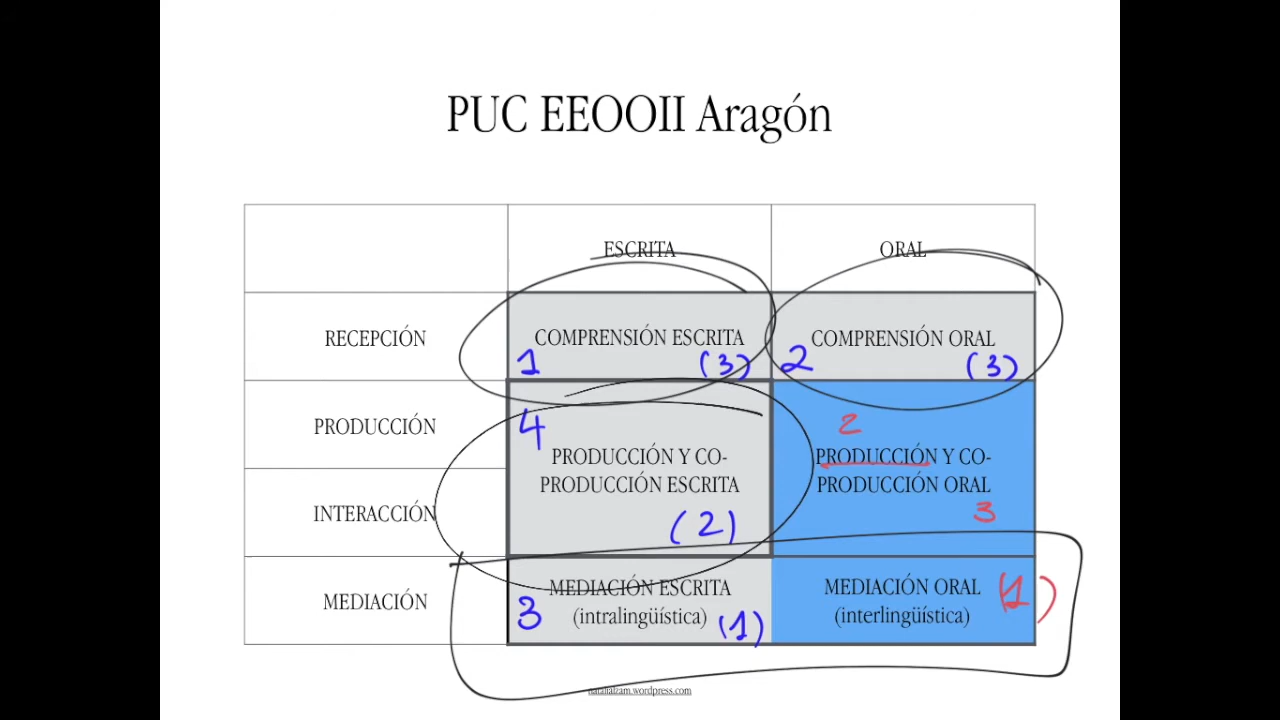 PUC EEOOII Aragón
ESCRITA
ORAL
RECEPCIÓN
COMPRENSIÓN ESCRITA
1
(3)
COMPRENSIÓN ORAL
2
(3)
PRODUCCIÓN
INTERACCIÓN
4
PRODUCCIÓN Y CO-
PRODUCCIÓN ESCRITA
(2)
2
PRODUCCIÓN Y CO-
PRODUCCIÓN ORAL
3
MEDIACIÓN
MEDIACIÓN ESCRITA
3
(intralingüística)
(1)
MEDIACIÓN ORAL
(1)
(interlingüística)